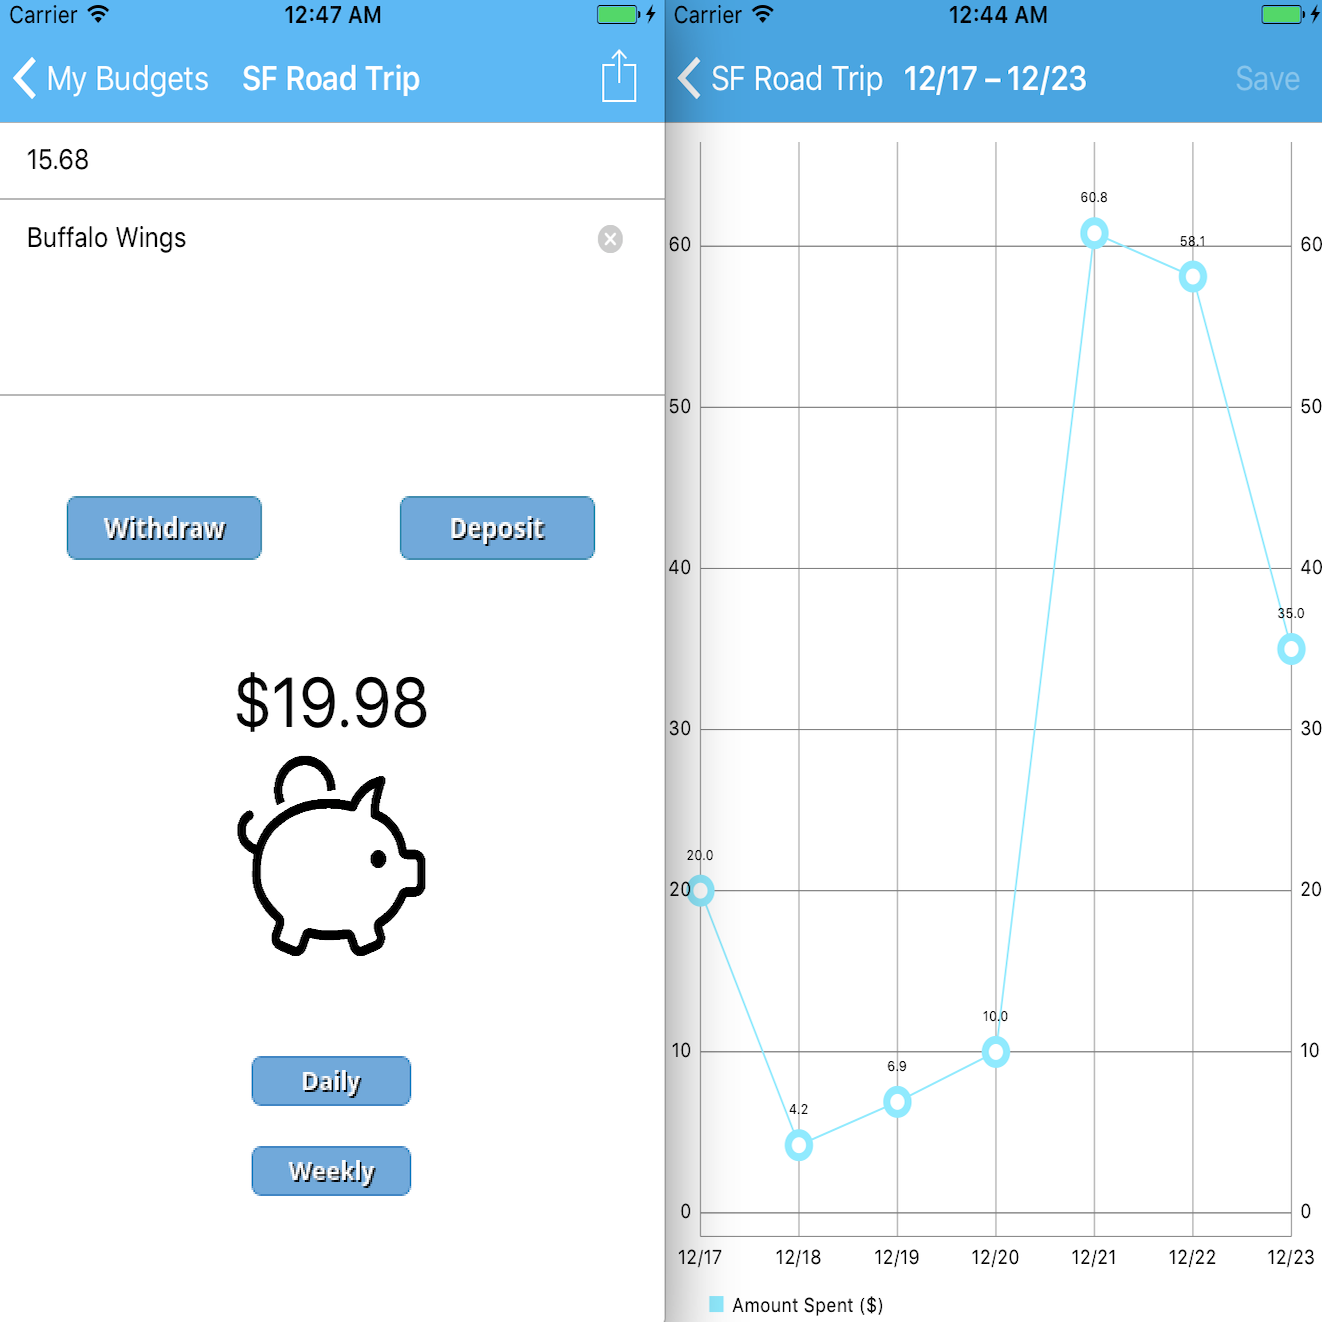 Carrier 12:47 AM
My Budgets SF Road Trip
15.68
Buffalo Wings
Withdraw Deposit
$19.98
Daily
Weekly
Carrier 12:44 AM
SF Road Trip 12/17 – 12/23 Save
60.8
58.1
60 60
50 50
40 40
35.0
30 30
20.0
20 20
10.0
10 10
6.9
4.2
0 0
12/17 12/18 12/19 12/20 12/21 12/22 12/23
Amount Spent ($)